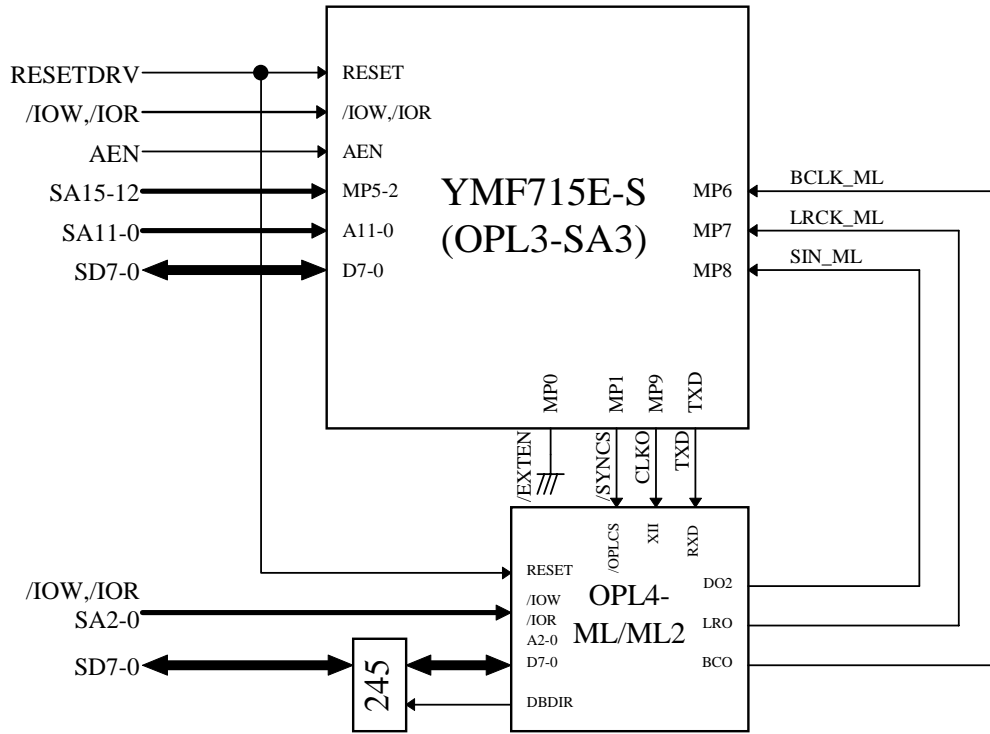 RESETDRV
RESET
/IOW,/IOR
/IOW,/IOR
AEN
AEN
SA15-12
MP5-2
YMF715E-S
(OPL3-SA3)
MP6
BCLK_ML
SA11-0
A11-0
MP7
LRCK_ML
SD7-0
D7-0
MP8
SIN_ML
MP0
MP1
MP9
TXD
/EXTEN
/SYNCS
CLKO
TXD
/OPLCS
XII
RXD
RESET
OPL4-
ML/ML2
DO2
/IOW,/IOR
SA2-0
/IOW
/IOR
A2-0
LRO
SD7-0
245
D7-0
BCO
DBDIR